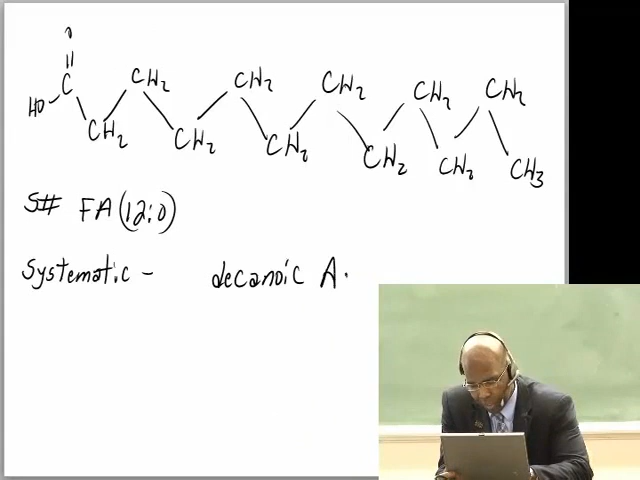 O
C CH₂ CH₂ CH₂ CH₂ CH₂
HO CH₂ CH₂ CH₂ CH₂ CH₂ CH₃
S# FA(12:0)
Systematic - decanoic A.